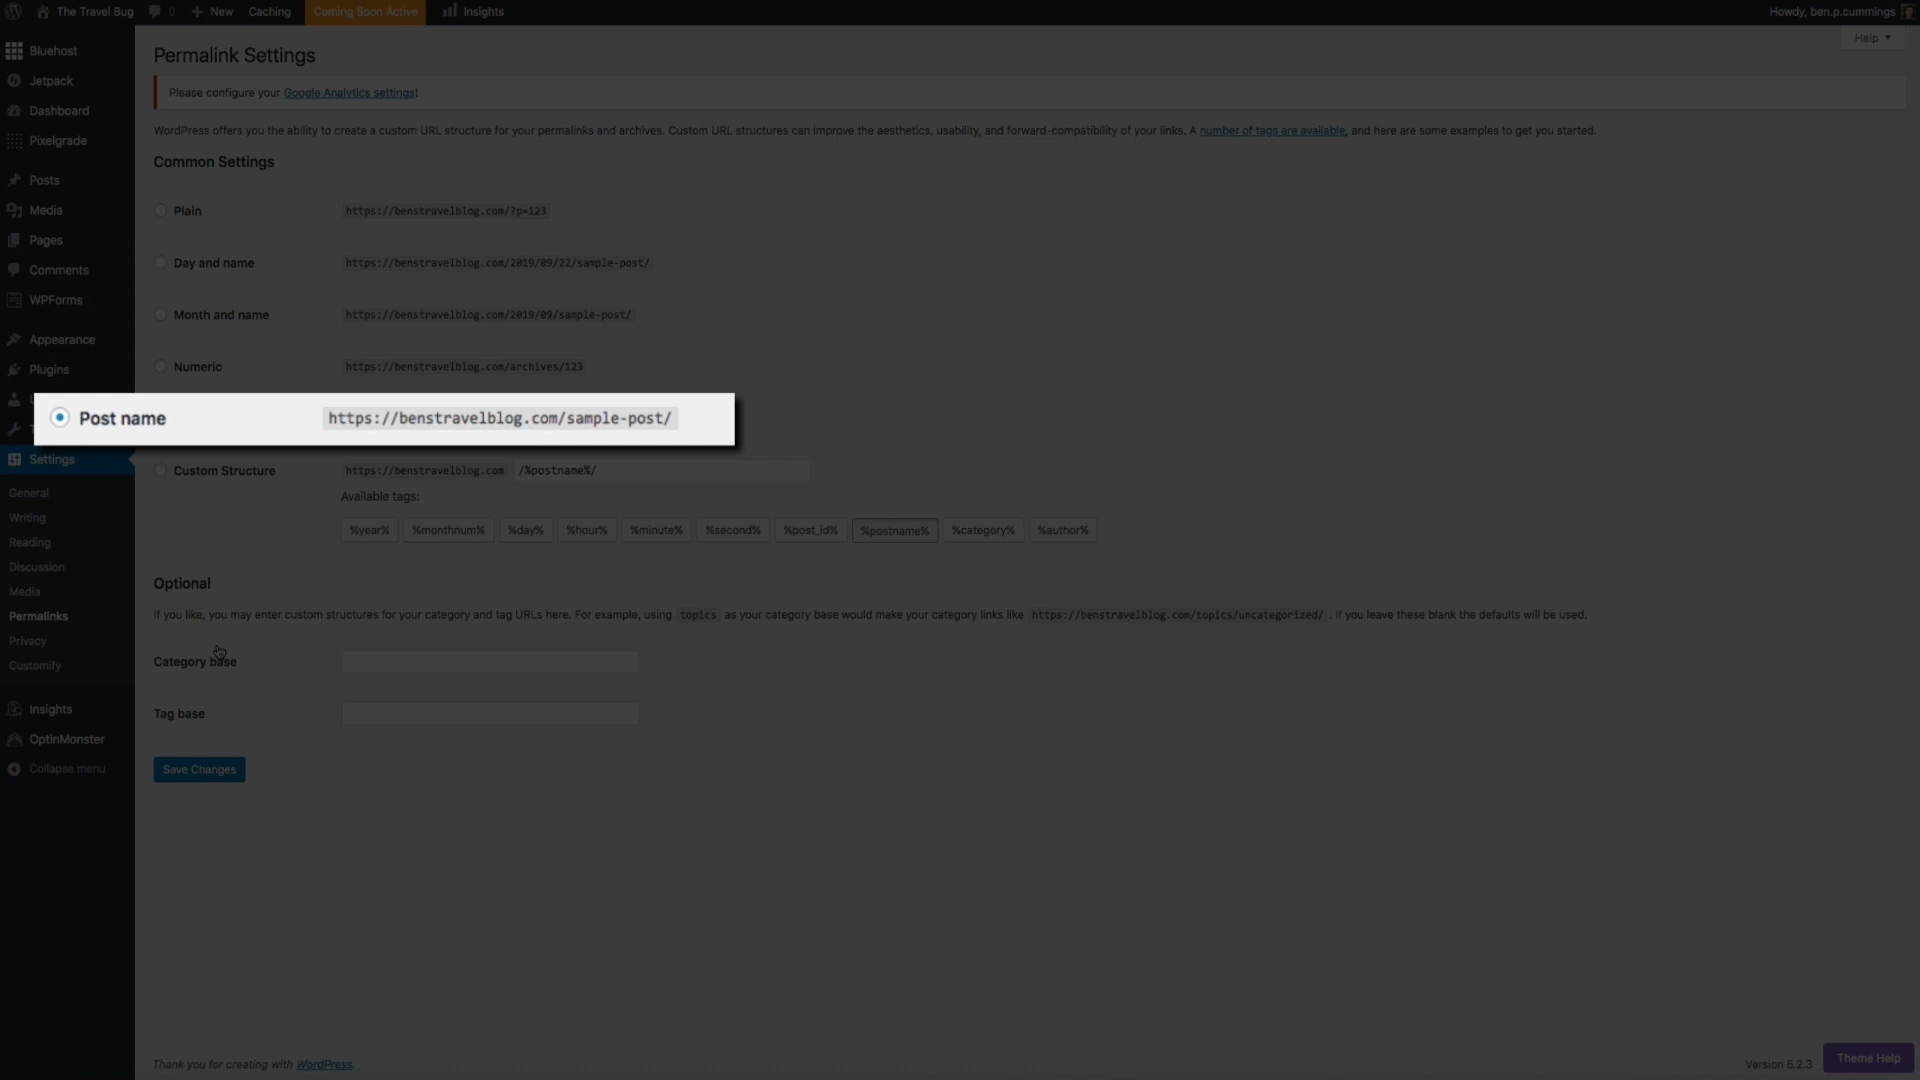 The Travel Bug 0 New Caching Coming Soon Active Insights Howdy, ben.p.cummings
Help
Bluehost
Jetpack
Dashboard
Pixelgrade
Posts
Media
Pages
Comments
WPForms
Appearance
Plugins
Settings
General
Writing
Reading
Discussion
Media
Permalinks
Privacy
Customify
Insights
OptinMonster
Collapse menu
Permalink Settings
Please configure your Google Analytics settings!
WordPress offers you the ability to create a custom URL structure for your permalinks and archives. Custom URL structures can improve the aesthetics, usability, and forward-compatibility of your links. A number of tags are available, and here are some examples to get you started.
Common Settings
Plain https://benstravelblog.com/?p=123
Day and name https://benstravelblog.com/2019/09/22/sample-post/
Month and name https://benstravelblog.com/2019/09/sample-post/
Numeric https://benstravelblog.com/archives/123
Post name https://benstravelblog.com/sample-post/
Custom Structure https://benstravelblog.com /%postname%/
Available tags:
%year% %monthnum% %day% %hour% %minute% %second% %post_id% %postname% %category% %author%
Optional
If you like, you may enter custom structures for your category and tag URLs here. For example, using topics as your category base would make your category links like https://benstravelblog.com/topics/uncategorized/ . If you leave these blank the defaults will be used.
Category base
Tag base
Save Changes
Thank you for creating with WordPress.
Version 5.2.3
Theme Help